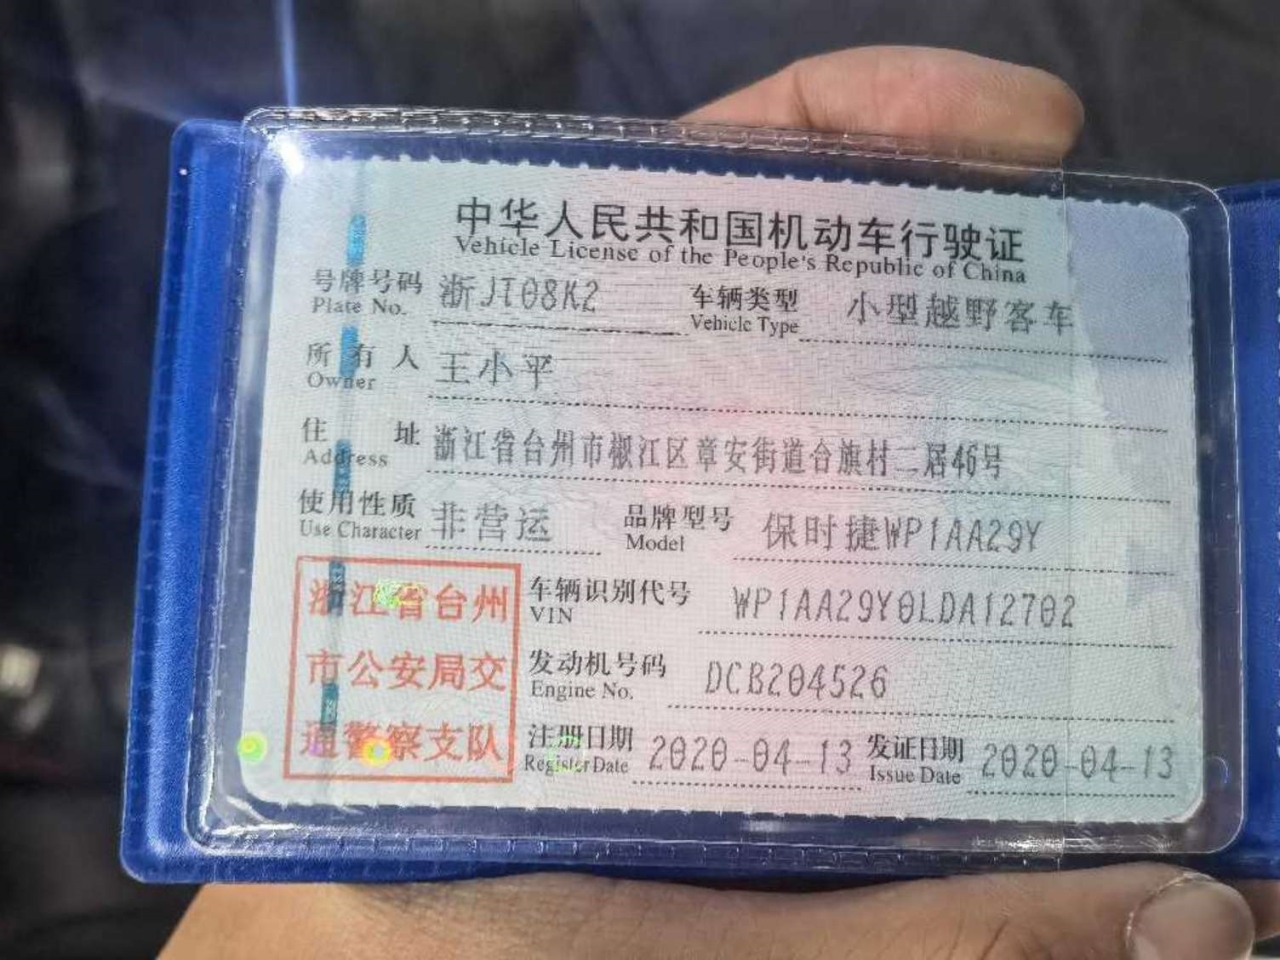 中华人民共和国机动车行驶证
Vehicle License of the People's Republic of China
号牌号码 浙JT08K2 车辆类型 小型越野客车
Plate No. Vehicle Type
所有人 王小平
Owner
住址 浙江省台州市椒江区章安街道合旗村二居46号
Address
使用性质 非营运 品牌型号 保时捷WP1AA29Y
Use Character Model
浙江省台州
市公安局交
通警察支队
车辆识别代号 WP1AA29Y0LDA12702
VIN
发动机号码 DCB204526
Engine No.
注册日期 2020-04-13 发证日期 2020-04-13
Register Date Issue Date